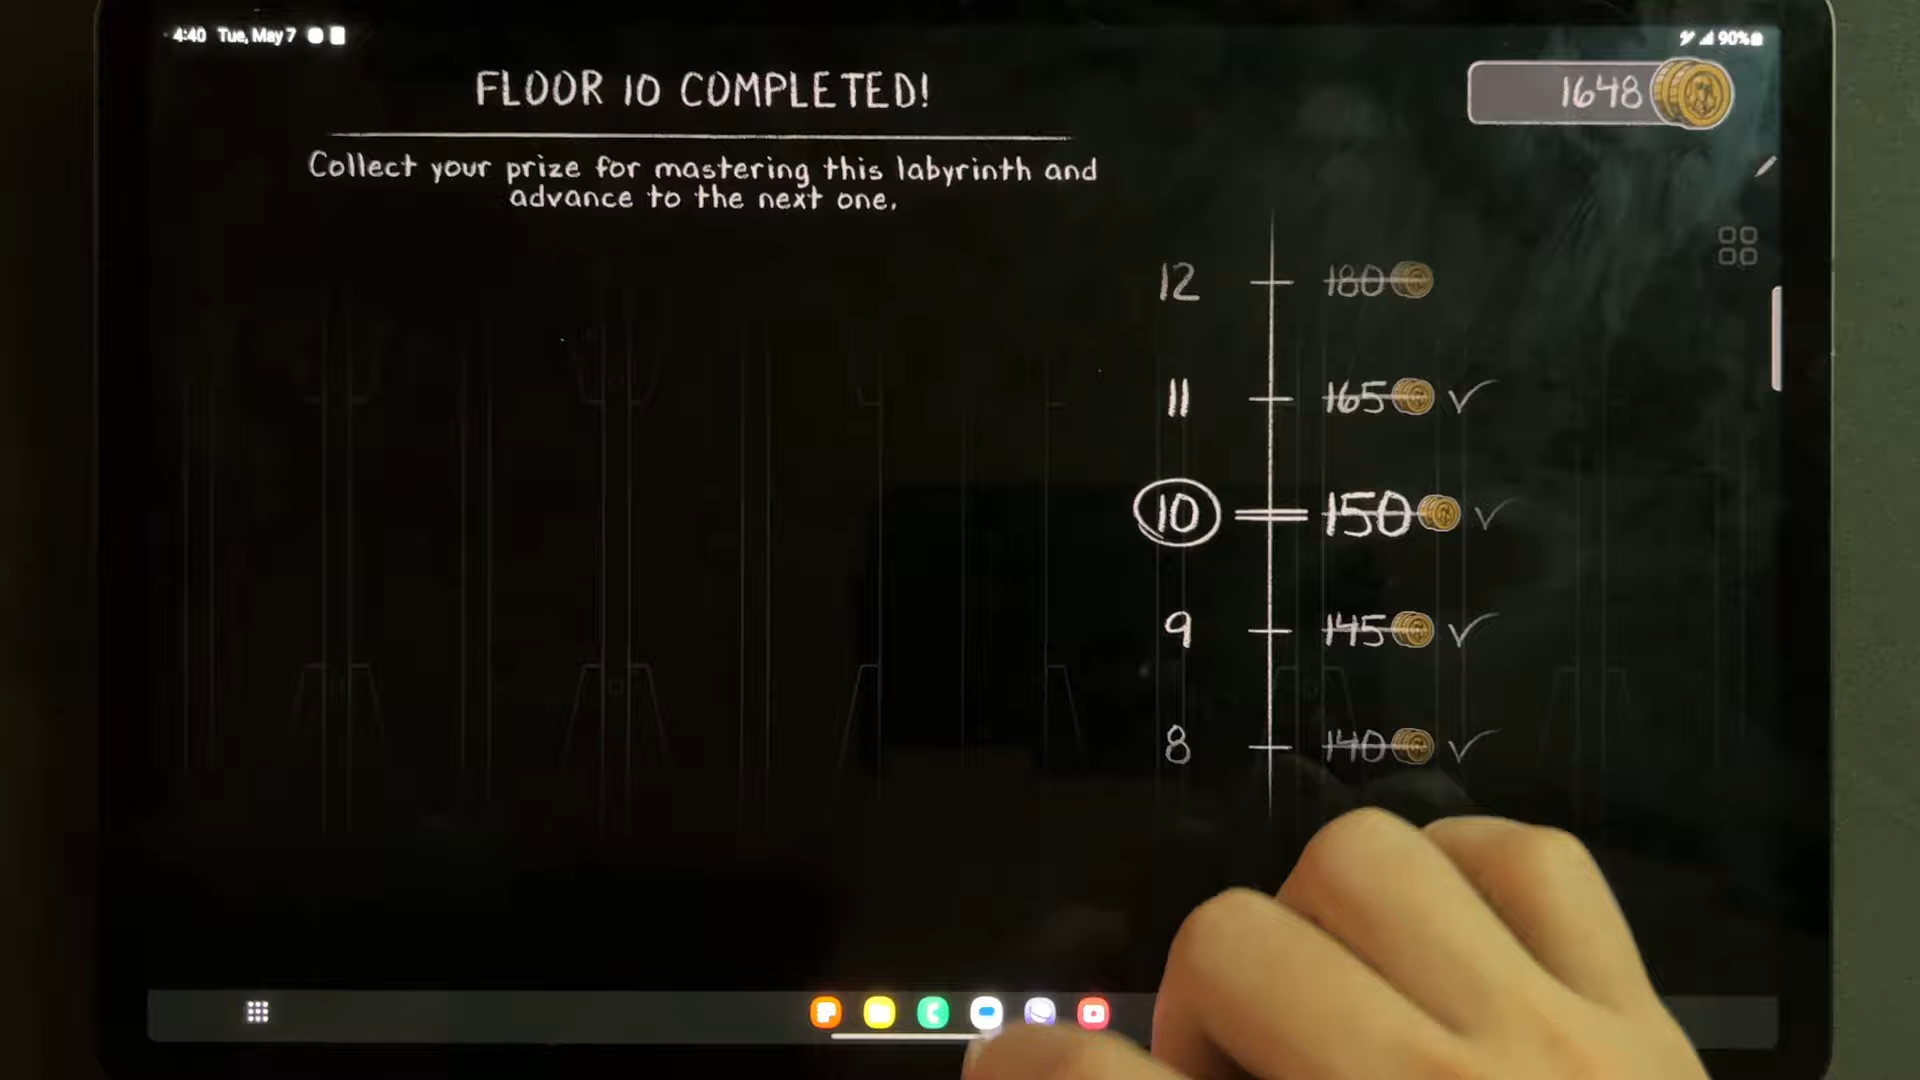 4:40 Tue, May 7
90%
FLOOR 10 COMPLETED!
1648
Collect your prize for mastering this labyrinth and
advance to the next one.
12 180
11 165
10 150
9 145
8 140